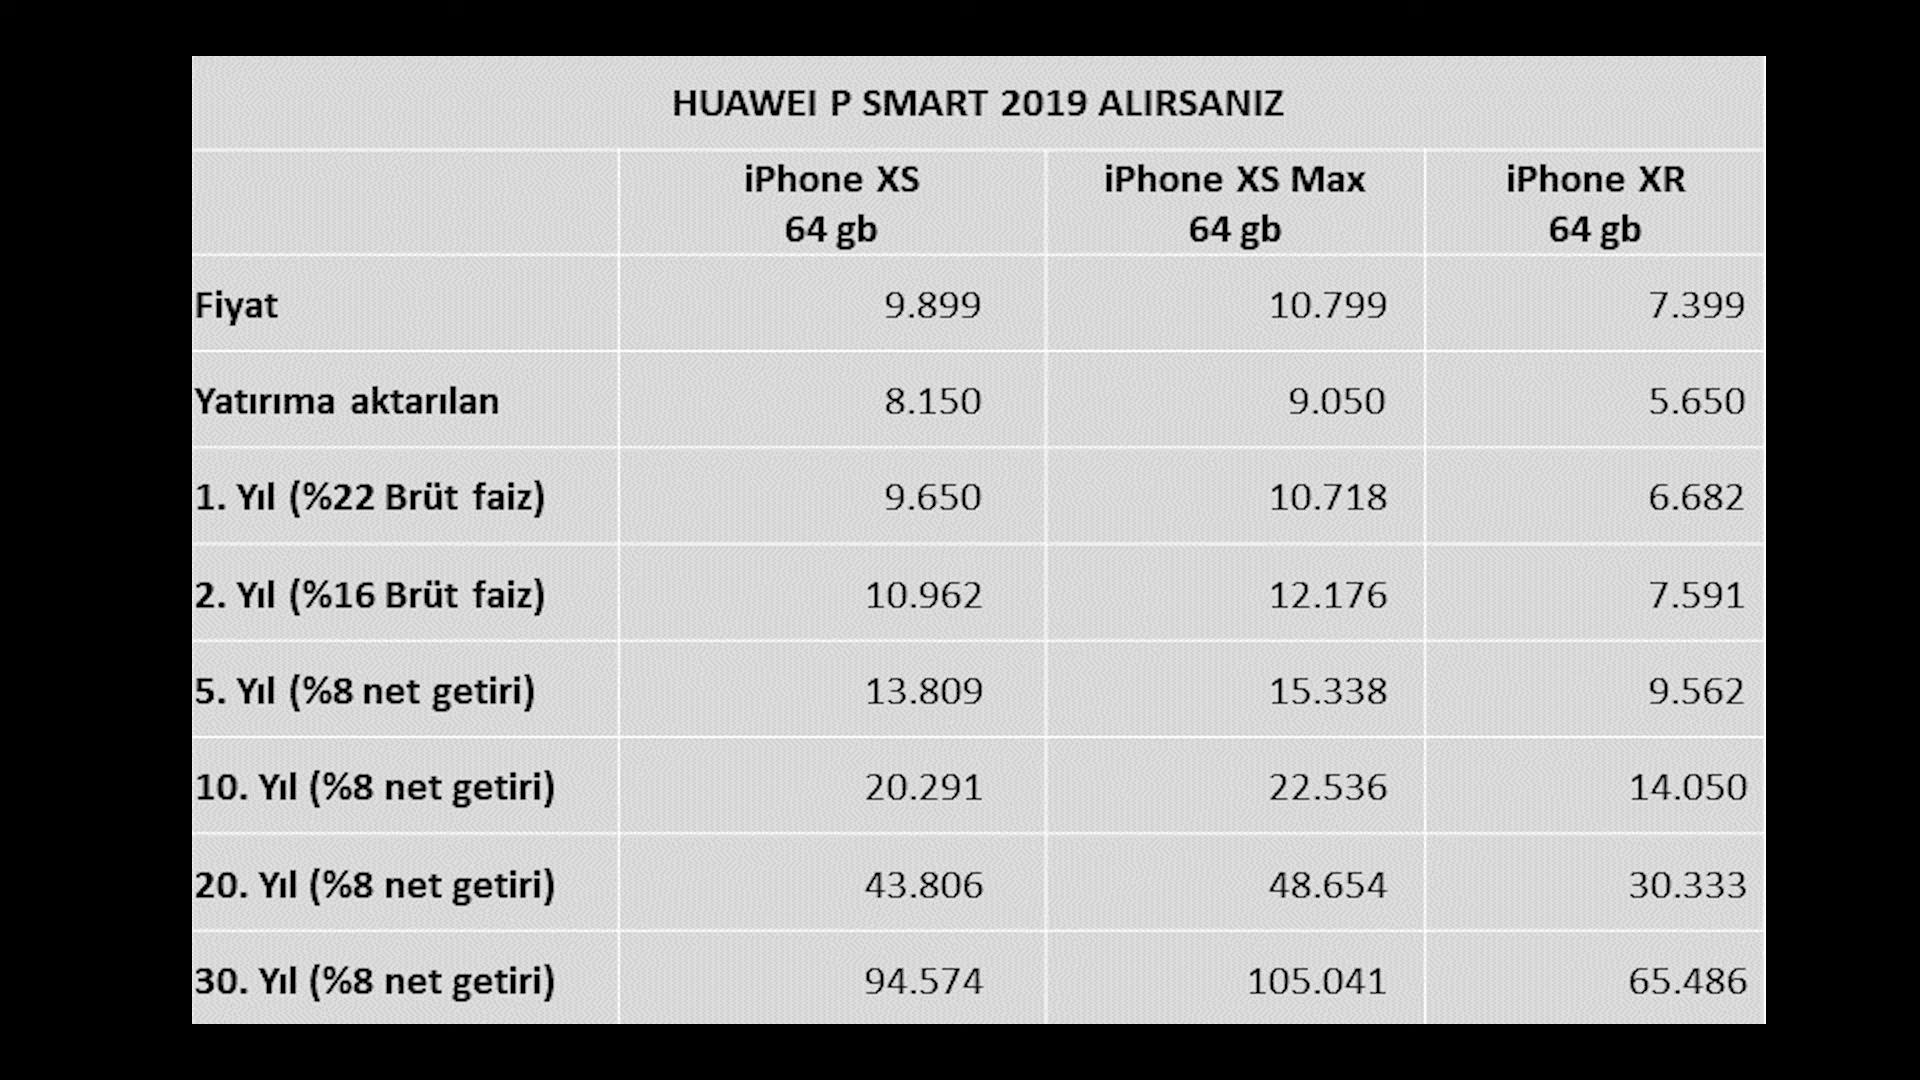 HUAWEI P SMART 2019 ALIRSANIZ
iPhone XS iPhone XS Max iPhone XR
64 gb 64 gb 64 gb
Fiyat 9.899 10.799 7.399
Yatırıma aktarılan 8.150 9.050 5.650
1. Yıl (%22 Brüt faiz) 9.650 10.718 6.682
2. Yıl (%16 Brüt faiz) 10.962 12.176 7.591
5. Yıl (%8 net getiri) 13.809 15.338 9.562
10. Yıl (%8 net getiri) 20.291 22.536 14.050
20. Yıl (%8 net getiri) 43.806 48.654 30.333
30. Yıl (%8 net getiri) 94.574 105.041 65.486